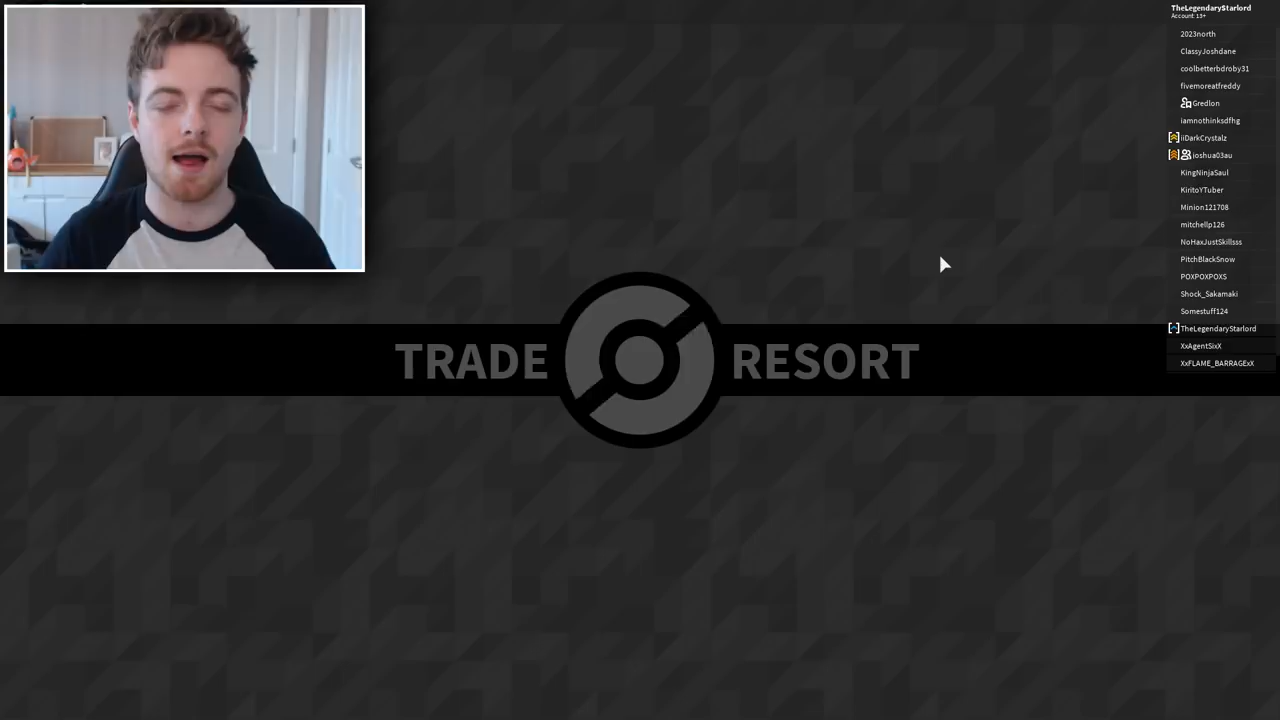 TheLegendaryStarlord
Account: 13+
2023north
ClassyJoshdane
coolbetterbdroby31
fivemoreatfreddy
Gredlon
iamnothinksdfhg
iiDarkCrystalz
joshua03au
KingNinjaSaul
KiritoYTuber
Minion121708
mitchellp126
NoHaxJustSkillsss
PitchBlackSnow
POXPOXPOXS
Shock_Sakamaki
Somestuff124
TheLegendaryStarlord
XxAgentSixX
XxFLAME_BARRAGExX
TRADE RESORT